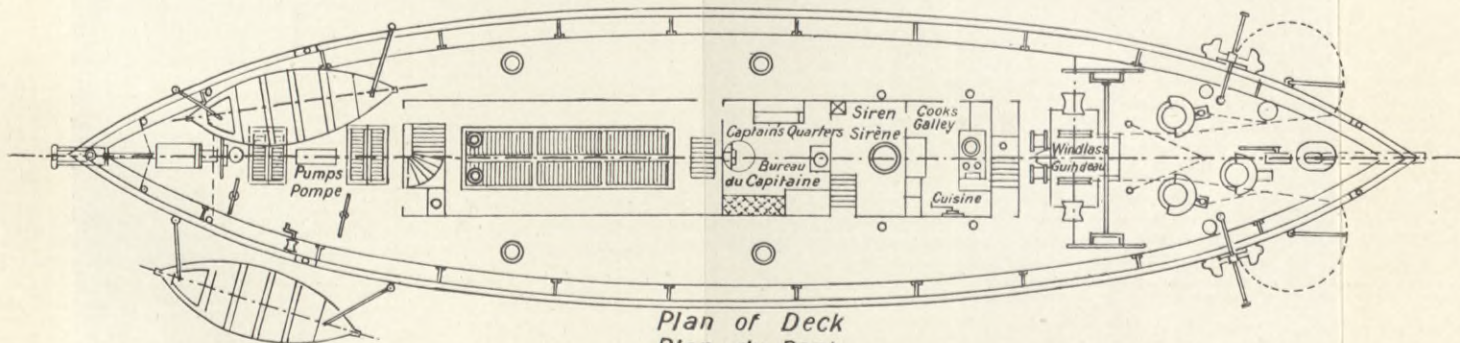 Pumps
Pompe
Captain's Quarters
Bureau
du Capitaine
Siren
Sirène
Cooks
Galley
Cuisine
Windlass
Guindeau
Plan of Deck